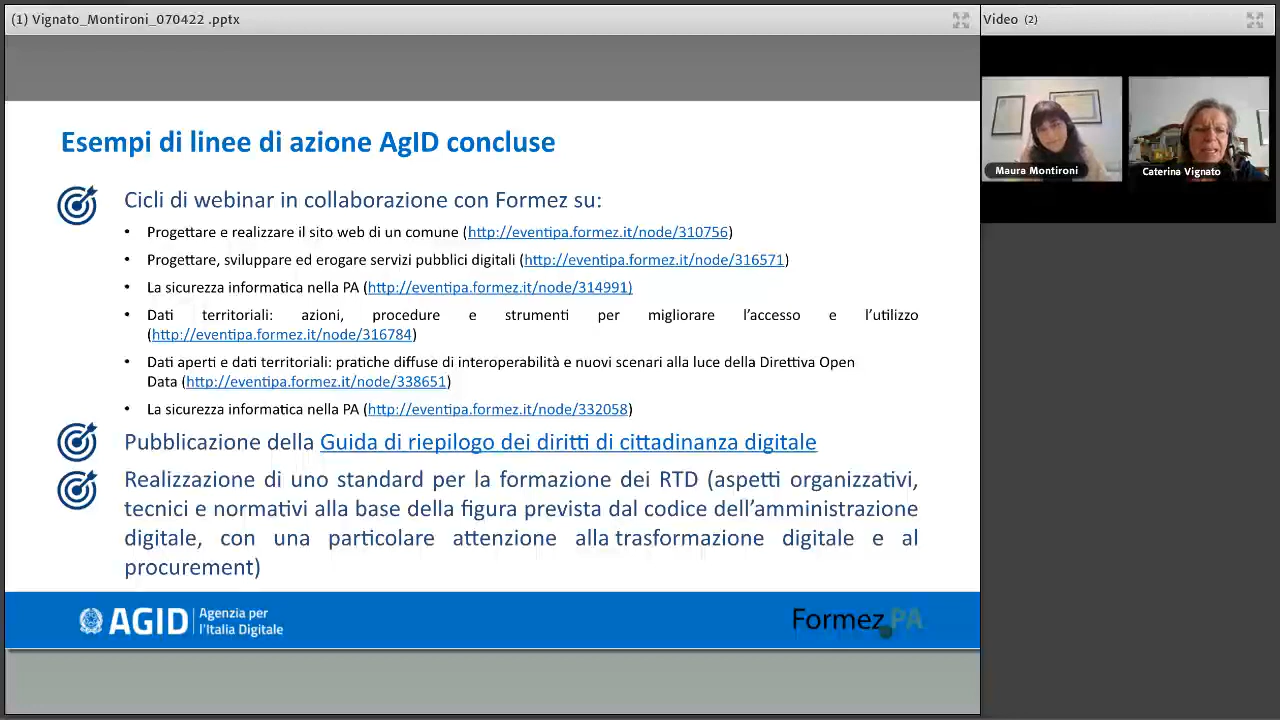 (1) Vignato_Montironi_070422 .pptx
Video (2)
Esempi di linee di azione AgID concluse
Cicli di webinar in collaborazione con Formez su:
• Progettare e realizzare il sito web di un comune (http://eventipa.formez.it/node/310756)
• Progettare, sviluppare ed erogare servizi pubblici digitali (http://eventipa.formez.it/node/316571)
• La sicurezza informatica nella PA (http://eventipa.formez.it/node/314991)
• Dati territoriali: azioni, procedure e strumenti per migliorare l’accesso e l’utilizzo
(http://eventipa.formez.it/node/316784)
• Dati aperti e dati territoriali: pratiche diffuse di interoperabilità e nuovi scenari alla luce della Direttiva Open
Data (http://eventipa.formez.it/node/338651)
• La sicurezza informatica nella PA (http://eventipa.formez.it/node/332058)
Pubblicazione della Guida di riepilogo dei diritti di cittadinanza digitale
Realizzazione di uno standard per la formazione dei RTD (aspetti organizzativi,
tecnici e normativi alla base della figura prevista dal codice dell’amministrazione
digitale, con una particolare attenzione alla trasformazione digitale e al
procurement)
AGID
Agenzia per
l'Italia Digitale
Formez PA
Maura Montironi
Caterina Vignato